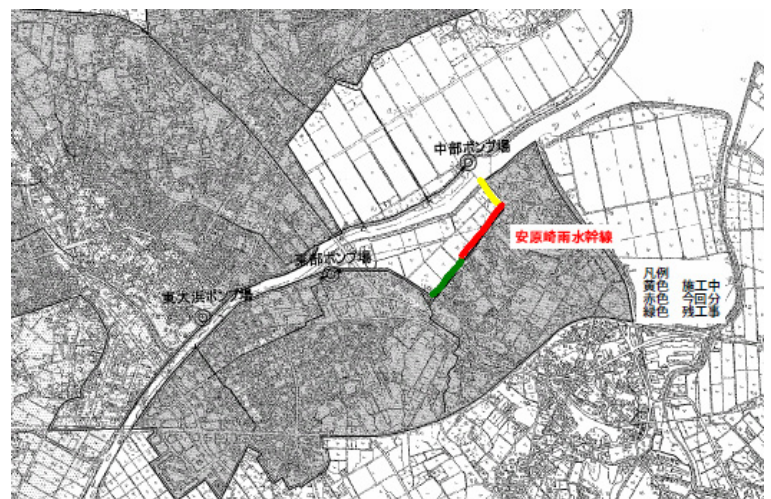 中部ポンプ場
安原崎雨水幹線
東部ポンプ場
東大浜ポンプ場
凡例
黄色 施工中
赤色 今回分
緑色 残工事